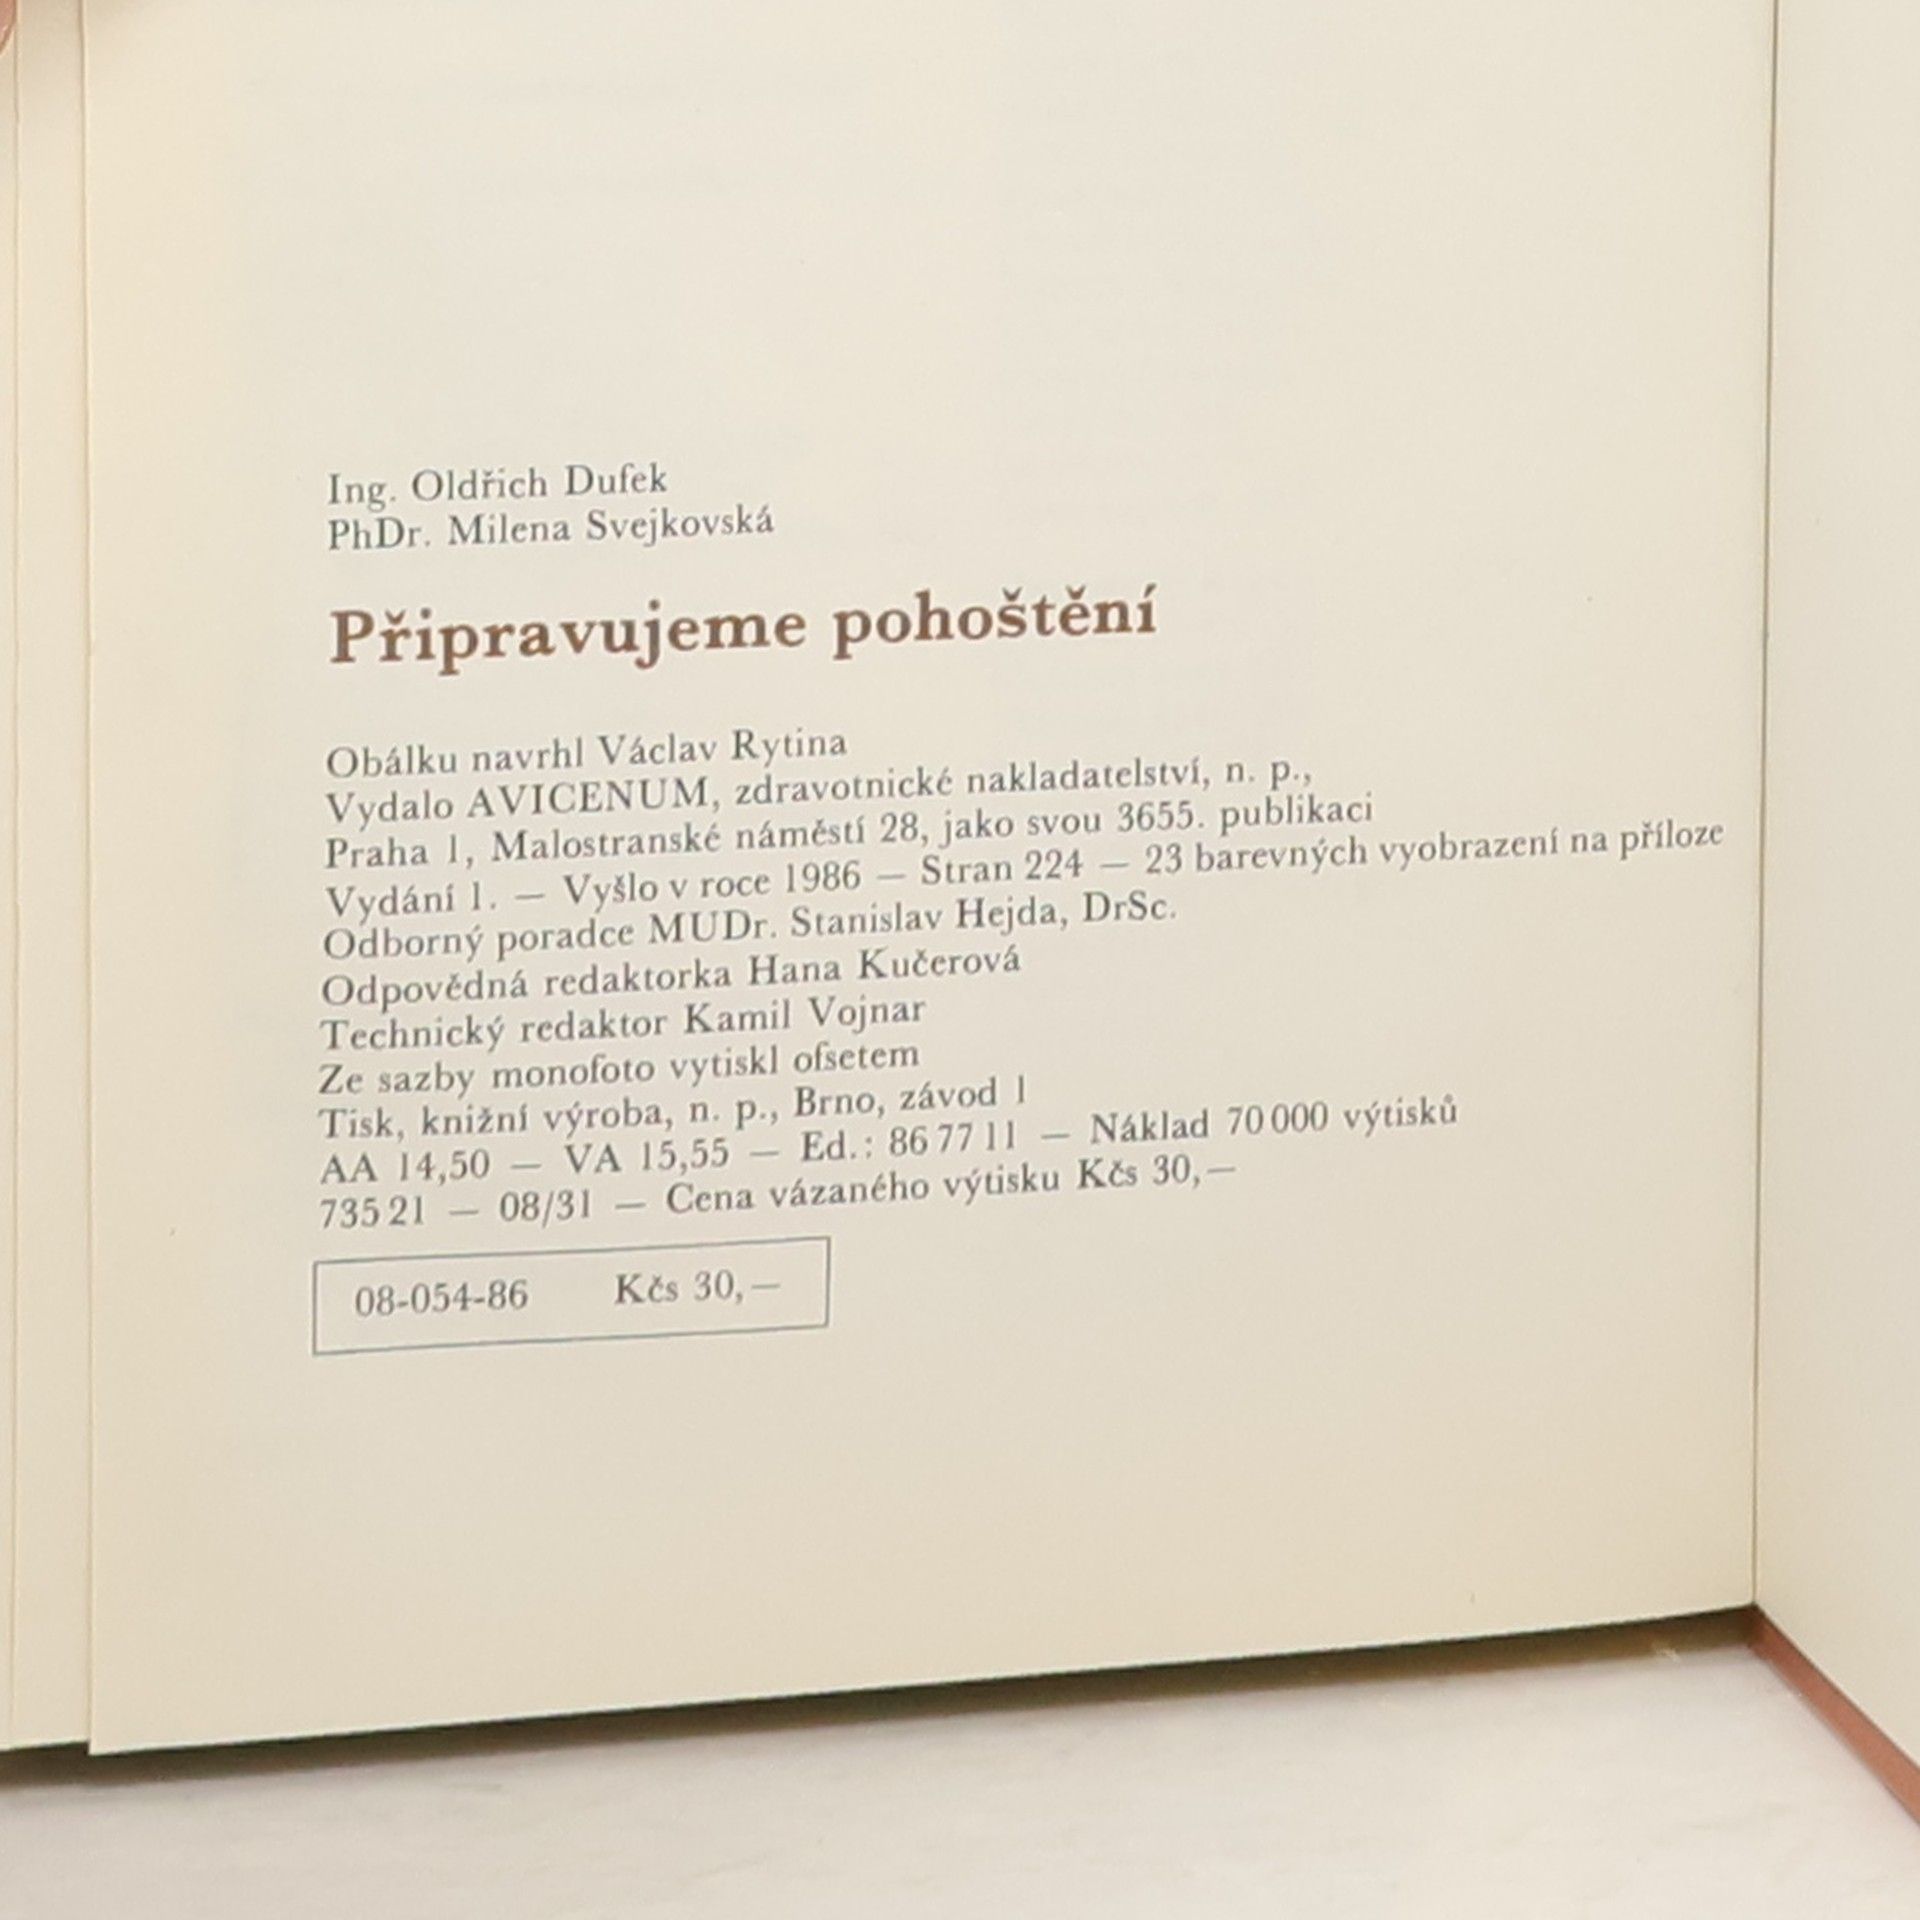 Ing. Oldřich Dufek
PhDr. Milena Svejkovská
Připravujeme pohoštění
Obálku navrhl Václav Rytina
Vydalo AVICENUM, zdravotnické nakladatelství, n. p.,
Praha 1, Malostranské náměstí 28, jako svou 3655. publikaci
Vydání 1. — Vyšlo v roce 1986 — Stran 224 — 23 barevných vyobrazení na příloze
Odborný poradce MUDr. Stanislav Hejda, DrSc.
Odpovědná redaktorka Hana Kučerová
Technický redaktor Kamil Vojnar
Ze sazby monofoto vytiskl ofsetem
Tisk, knižní výroba, n. p., Brno, závod 1
AA 14,50 — VA 15,55 — Ed.: 86 77 11 — Náklad 70 000 výtisků
735 21 — 08/31 — Cena vázaného výtisku Kčs 30,—
08-054-86 Kčs 30,—